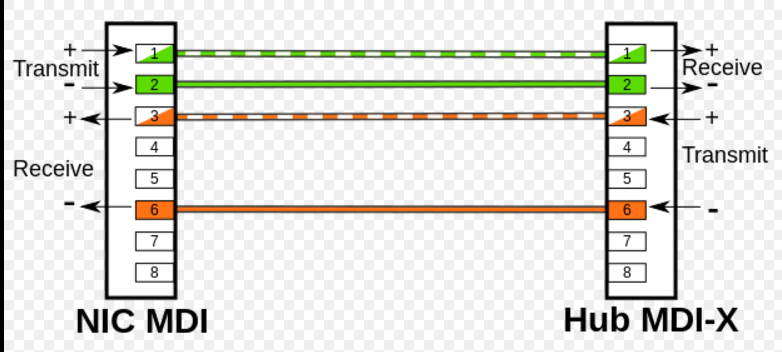 + 1 1 +
Transmit Receive
- 2 2 -
+ 3 3 +
4 4
Transmit
5 5
Receive
- 6 6 -
7 7
8 8
NIC MDI Hub MDI-X